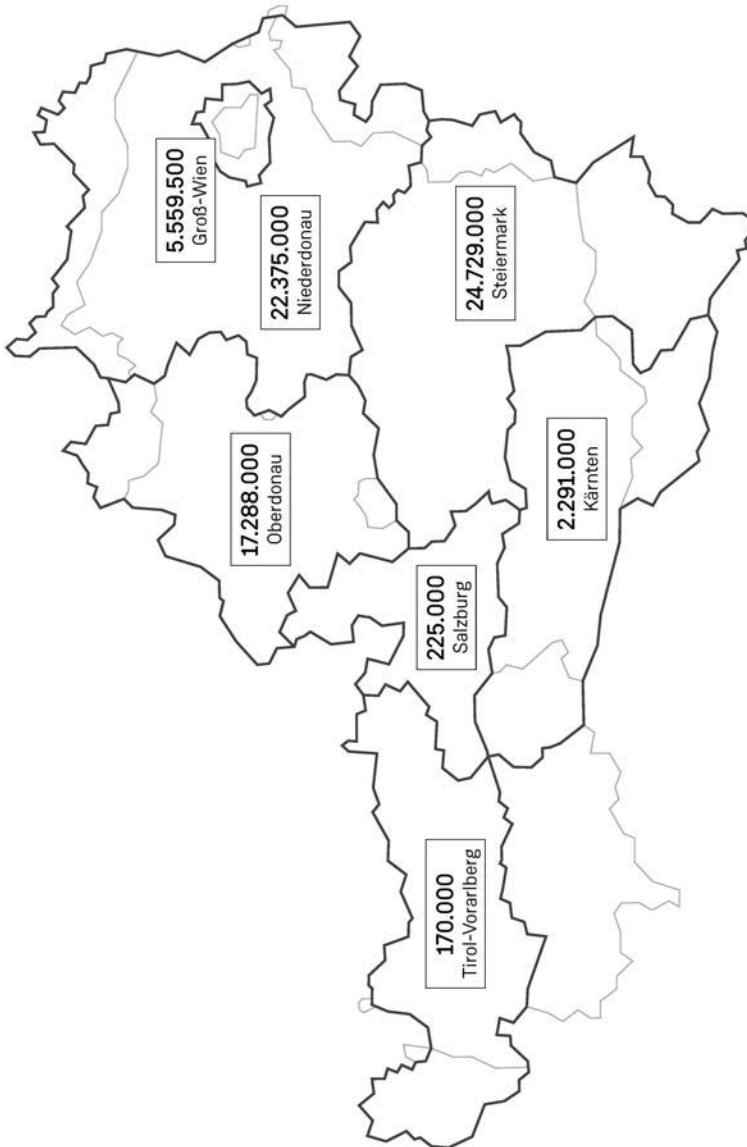 5.559.500
Groß-Wien
22.375.000
Niederdonau
17.288.000
Oberdonau
24.729.000
Steiermark
225.000
Salzburg
2.291.000
Kärnten
170.000
Tirol-Vorarlberg